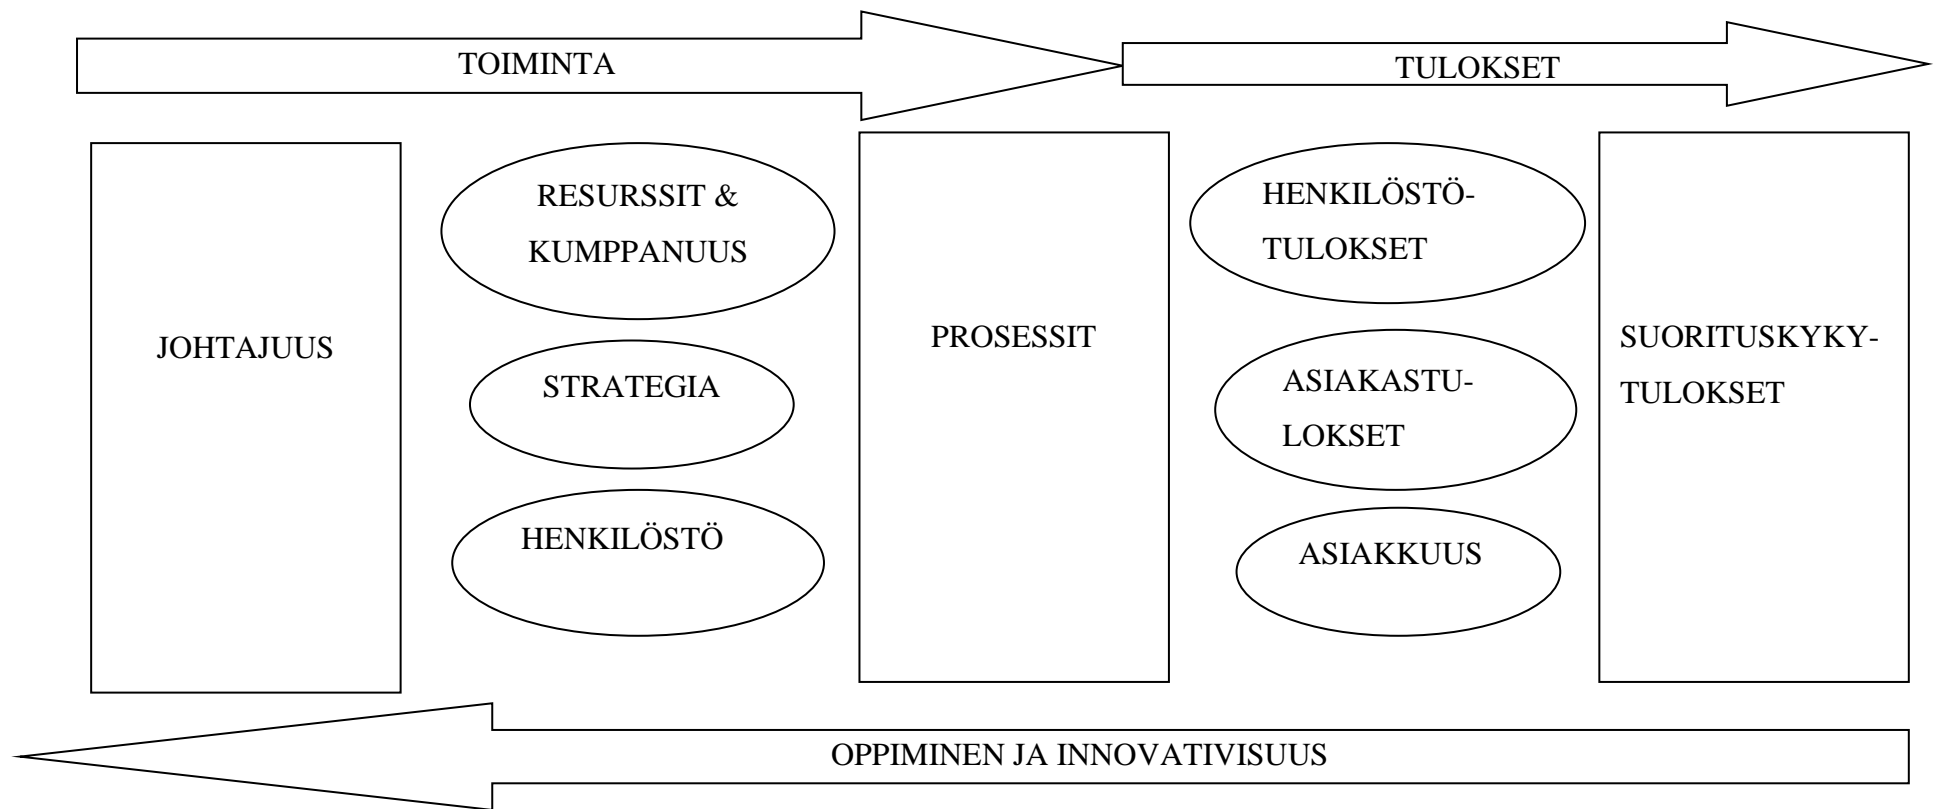 TOIMINTA
TULOKSET
JOHTAJUUS
RESURSSIT &
KUMPPANUUS
STRATEGIA
HENKILÖSTÖ
PROSESSIT
HENKILÖSTÖ-
TULOKSET
ASIAKASTU-
LOKSET
ASIAKKUUS
SUORITUSKYKY-
TULOKSET
OPPIMINEN JA INNOVATIVISUUS